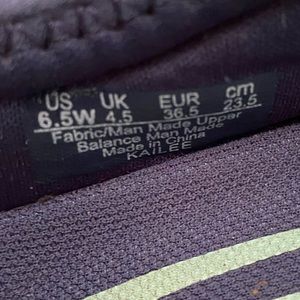 US UK EUR cm
6.5W 4.5 36.5 23.5
Fabric/Man Made Upper
Balance Man Made
Made in China
KAILEE